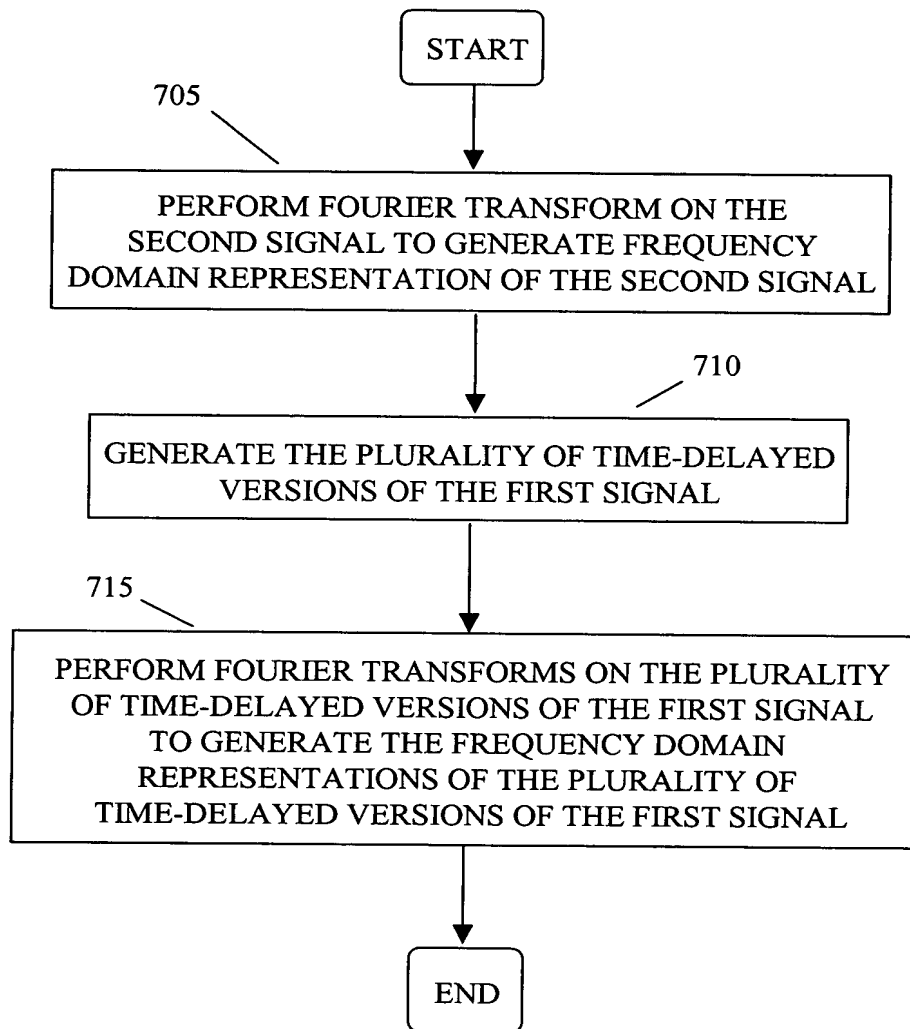 START
705
PERFORM FOURIER TRANSFORM ON THE
SECOND SIGNAL TO GENERATE FREQUENCY
DOMAIN REPRESENTATION OF THE SECOND SIGNAL
710
GENERATE THE PLURALITY OF TIME-DELAYED
VERSIONS OF THE FIRST SIGNAL
715
PERFORM FOURIER TRANSFORMS ON THE PLURALITY
OF TIME-DELAYED VERSIONS OF THE FIRST SIGNAL
TO GENERATE THE FREQUENCY DOMAIN
REPRESENTATIONS OF THE PLURALITY OF
TIME-DELAYED VERSIONS OF THE FIRST SIGNAL
END